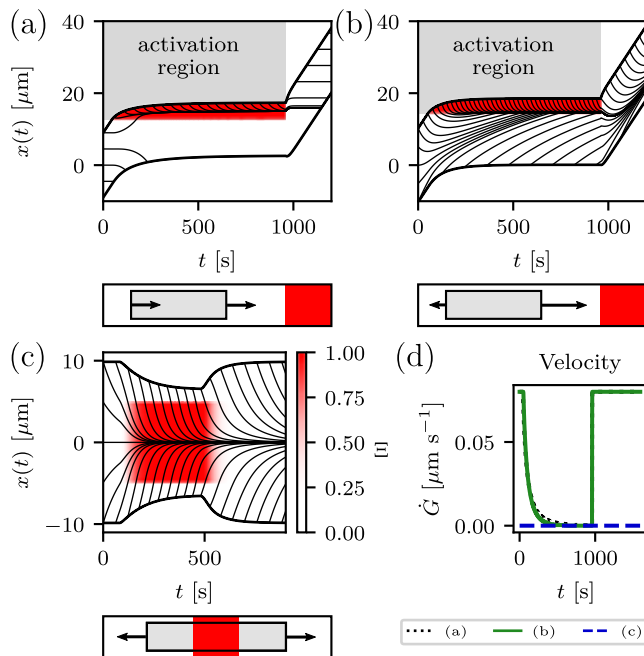 (a)
40
20
0
x(t) [μm]
activation
region
0
500
1000
t [s]
(b)
40
20
0
activation
region
0
500
1000
t [s]
(c)
10
0
−10
x(t) [μm]
0
500
t [s]
1.00
0.75
0.50
0.25
0.00
Ξ
(d)
Velocity
0.05
0.00
Ġ [μm s⁻¹]
0
1000
t [s]
(a) (b) (c)